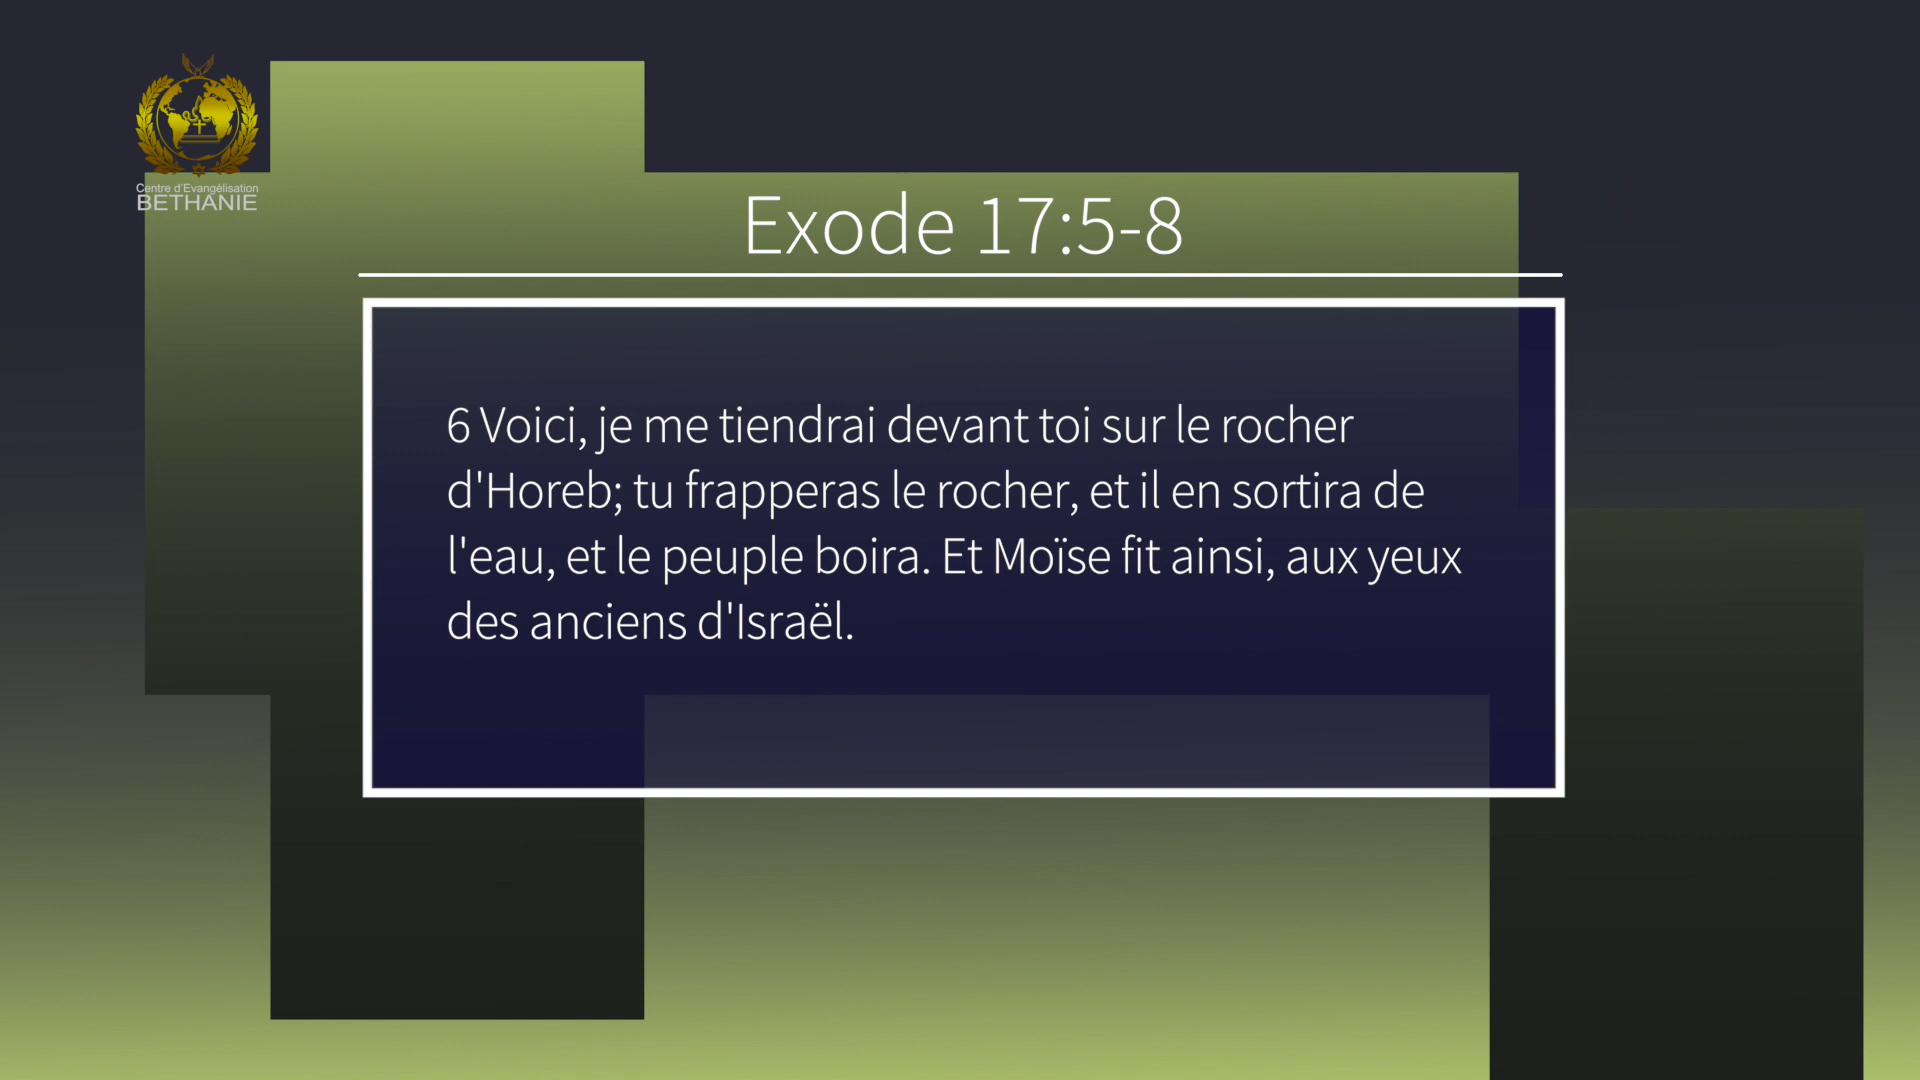 Centre d'Evangélisation
BETHANIE
Exode 17:5-8
6 Voici, je me tiendrai devant toi sur le rocher
d'Horeb; tu frapperas le rocher, et il en sortira de
l'eau, et le peuple boira. Et Moïse fit ainsi, aux yeux
des anciens d'Israël.